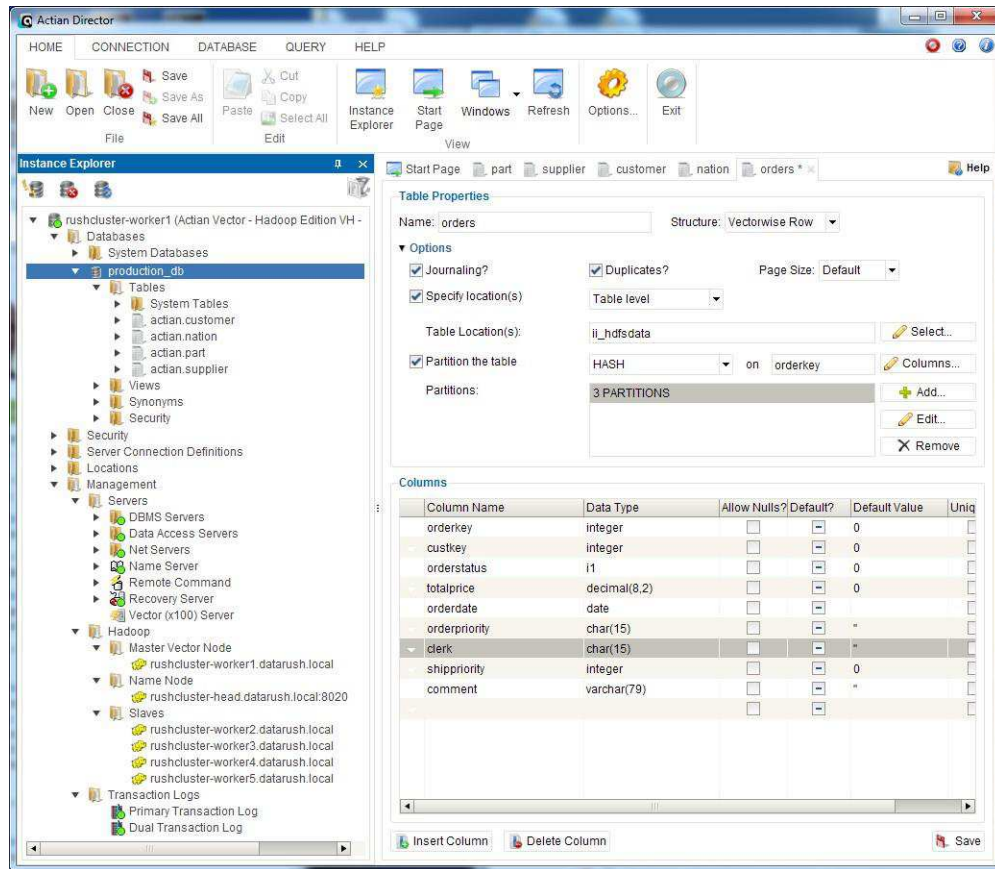 Actian Director
HOME CONNECTION DATABASE QUERY HELP
New Open Close Save Save As Save All Paste Cut Copy Select All Instance Explorer Start Page Windows Refresh Options... Exit
File Edit View
Instance Explorer
Start Page part supplier customer nation orders * Help
rushcluster-worker1 (Actian Vector - Hadoop Edition VH -
Databases
System Databases
production_db
Tables
System Tables
actian.customer
actian.nation
actian.part
actian.supplier
Views
Synonyms
Security
Security
Server Connection Definitions
Locations
Management
Servers
DBMS Servers
Data Access Servers
Net Servers
Name Server
Remote Command
Recovery Server
Vector (x100) Server
Hadoop
Master Vector Node
rushcluster-worker1.datarush.local
Name Node
rushcluster-head.datarush.local:8020
Slaves
rushcluster-worker2.datarush.local
rushcluster-worker3.datarush.local
rushcluster-worker4.datarush.local
rushcluster-worker5.datarush.local
Transaction Logs
Primary Transaction Log
Dual Transaction Log
Table Properties
Name: orders Structure: Vectorwise Row
Options
Journaling? Duplicates? Page Size: Default
Specify location(s) Table level
Table Location(s): ii_hdfsdata Select...
Partition the table HASH on orderkey Columns...
Partitions: 3 PARTITIONS Add...
Edit...
Remove
Columns
Column Name Data Type Allow Nulls? Default? Default Value Uniq
orderkey integer 0
custkey integer 0
orderstatus i1 0
totalprice decimal(8,2) 0
orderdate date
orderpriority char(15) "
clerk char(15) "
shippriority integer 0
comment varchar(79) "
Insert Column Delete Column Save